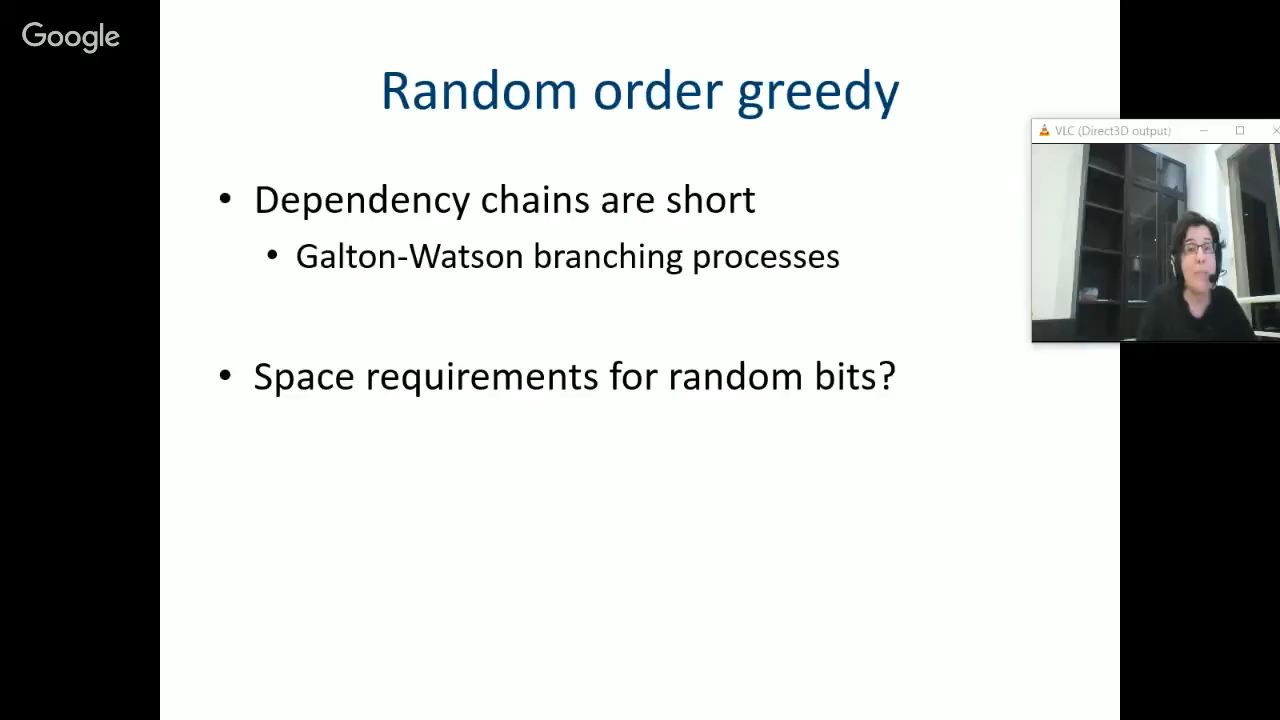 Google
Random order greedy
VLC (Direct3D output)
• Dependency chains are short
• Galton-Watson branching processes
• Space requirements for random bits?